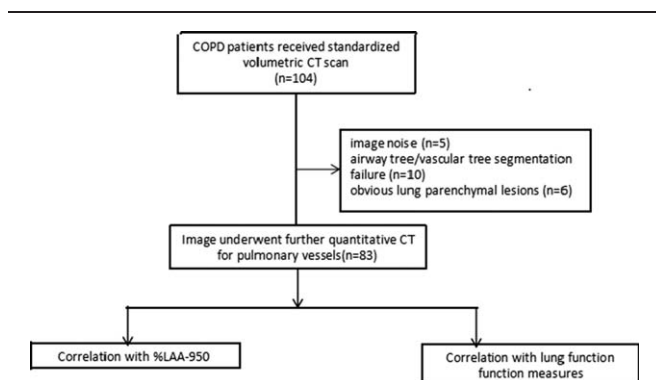 COPD patients received standardized
volumetric CT scan
(n=104)
image noise (n=5)
airway tree/vascular tree segmentation
failure (n=10)
obvious lung parenchymal lesions (n=6)
Image underwent further quantitative CT
for pulmonary vessels(n=83)
Correlation with %LAA-950
Correlation with lung function
function measures